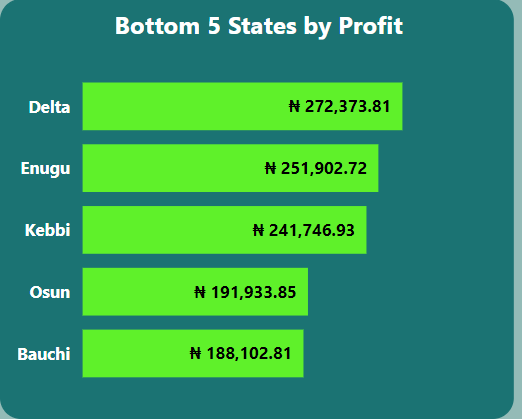 Bottom 5 States by Profit
Delta ₦ 272,373.81
Enugu ₦ 251,902.72
Kebbi ₦ 241,746.93
Osun ₦ 191,933.85
Bauchi ₦ 188,102.81